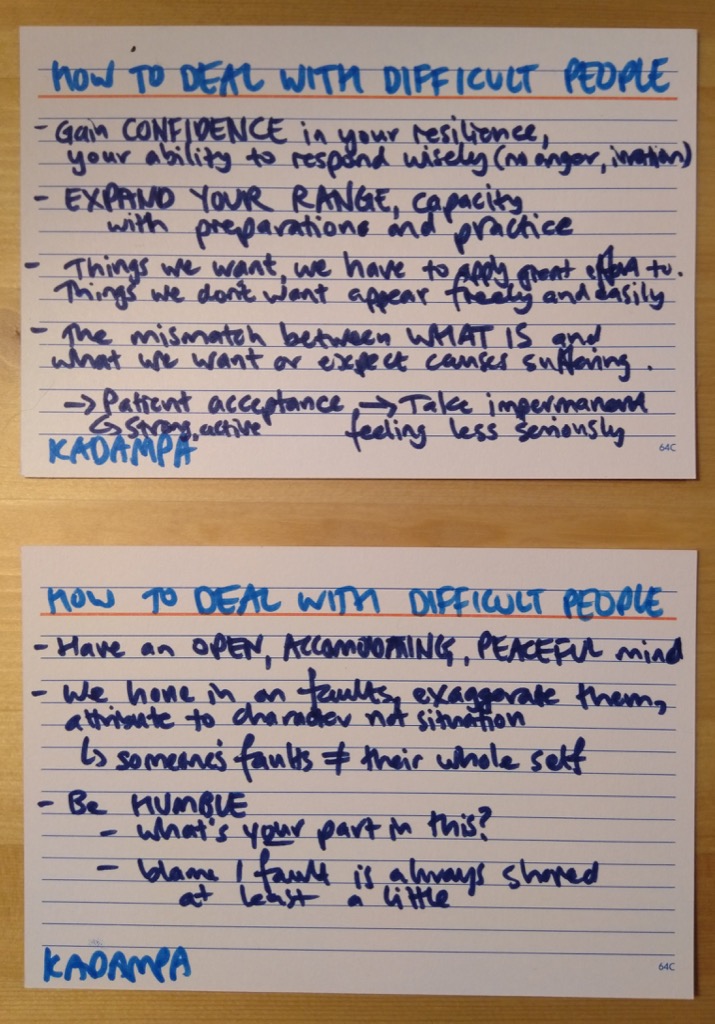 HOW TO DEAL WITH DIFFICULT PEOPLE
- Gain CONFIDENCE in your resilience,
your ability to respond wisely (no anger, irration)
- EXPAND YOUR RANGE, capacity
with preparations and practice
- Things we want, we have to apply great effort to.
Things we don't want appear freely and easily
- The mismatch between WHAT IS and
what we want or expect causes suffering.
→ Patient acceptance, → Take impermanent
↳ Strong, active feeling less seriously
KADAMPA
64C
HOW TO DEAL WITH DIFFICULT PEOPLE
- Have an OPEN, PEACEFUL mind
- We hone in on faults, exaggerate them,
attribute to character not situation
↳ someone's faults ≠ their whole self
- Be HUMBLE
- what's your part in this?
- blame / fault is always shared
at least a little
KADAMPA
64C